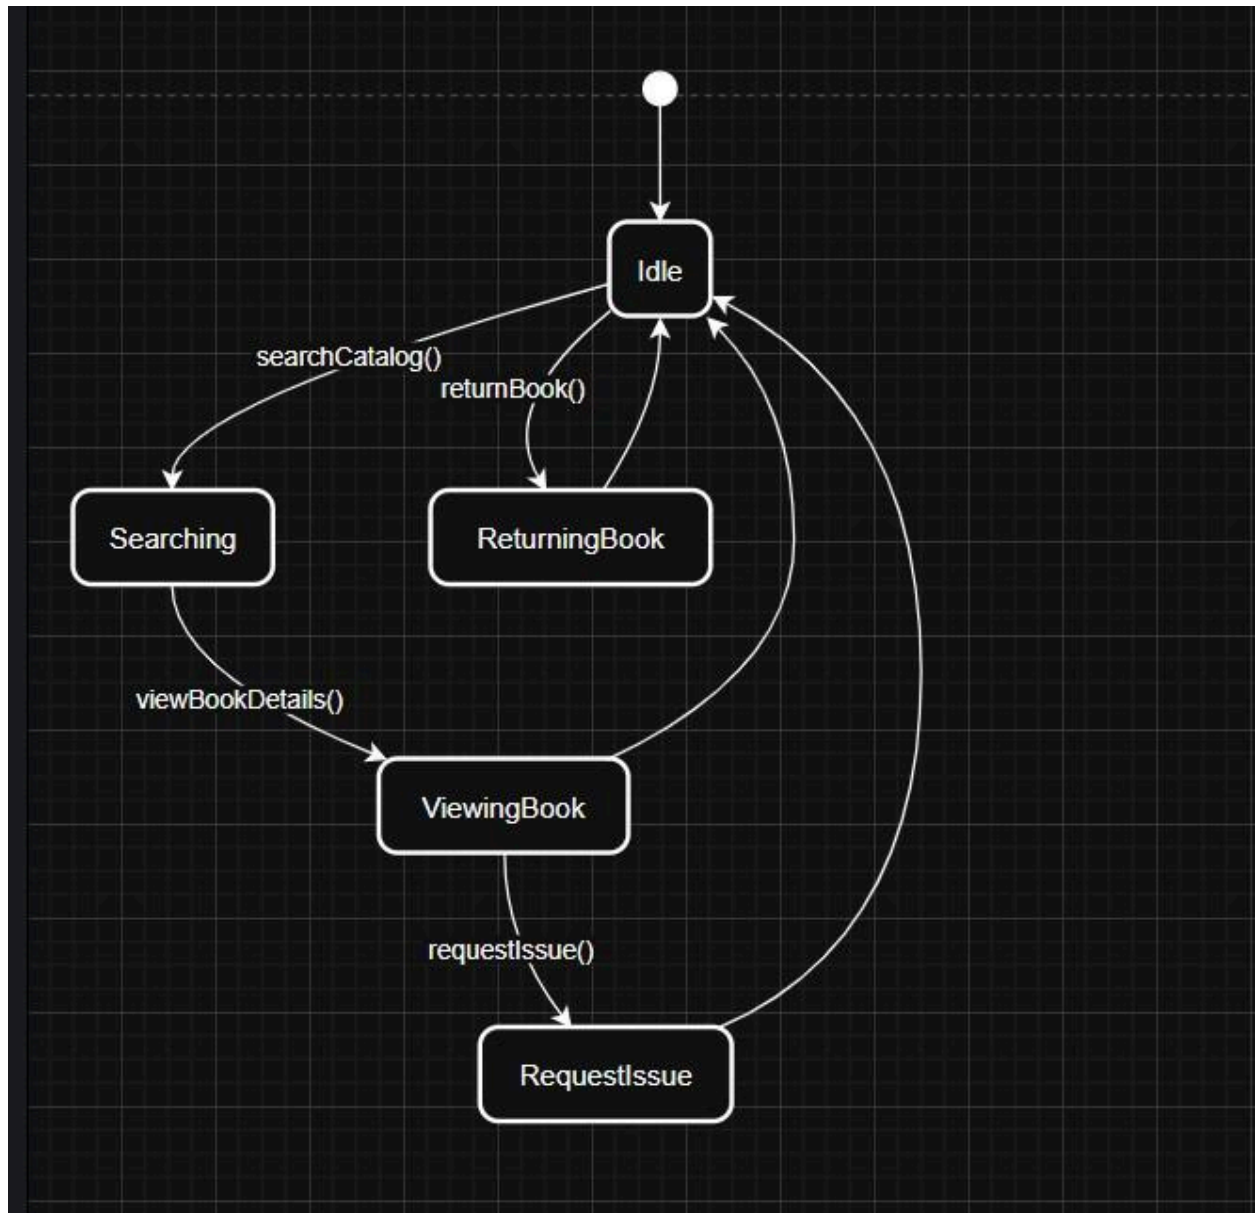 Idle
searchCatalog()
returnBook()
Searching
ReturningBook
viewBookDetails()
ViewingBook
requestIssue()
RequestIssue